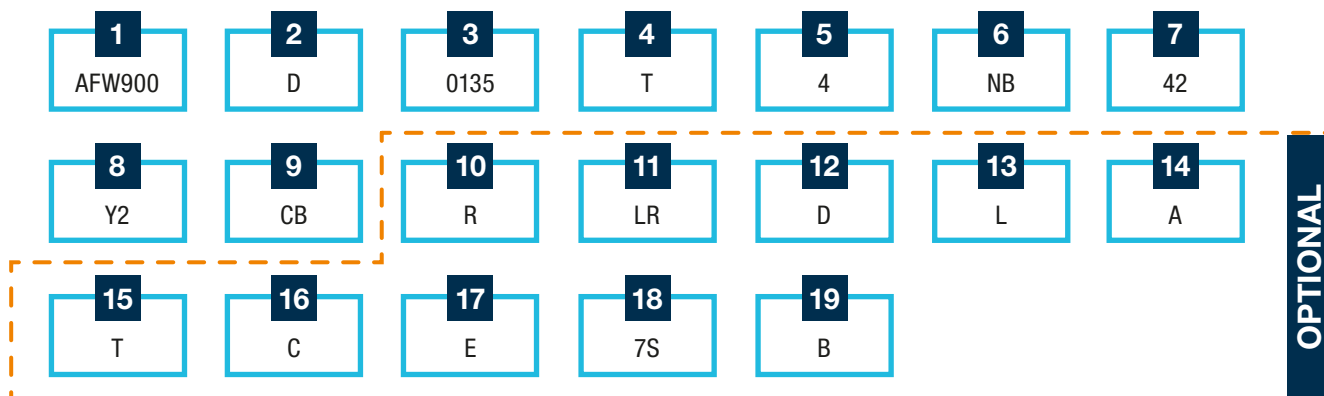 1 2 3 4 5 6 7
AFW900 D 0135 T 4 NB 42
8 9 10 11 12 13 14
Y2 CB R LR D L A
15 16 17 18 19
T C E 7S B
OPTIONAL